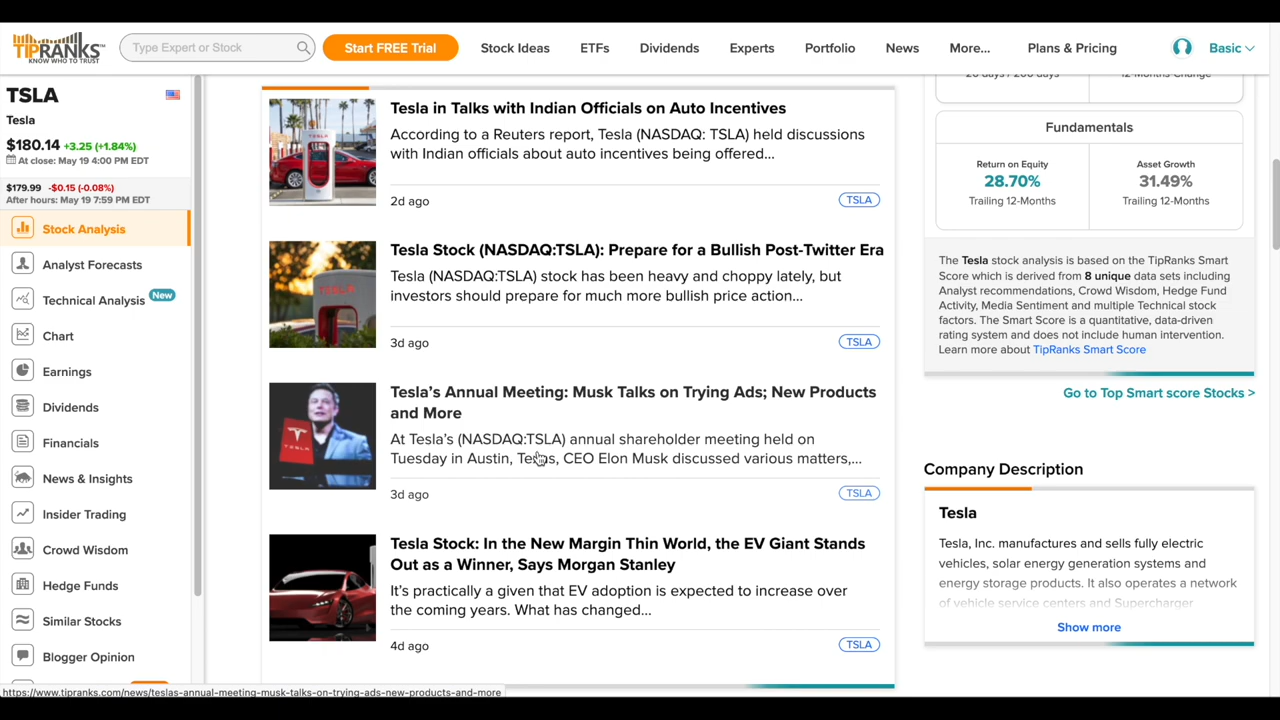 TIPRANKS
KNOW WHO TO TRUST
Type Expert or Stock
Start FREE Trial
Stock Ideas
ETFs
Dividends
Experts
Portfolio
News
More...
Plans & Pricing
Basic
TSLA
Tesla
$180.14 +3.25 (+1.84%)
At close: May 19 4:00 PM EDT
$179.99 -$0.15 (-0.08%)
After hours: May 19 7:59 PM EDT
Stock Analysis
Analyst Forecasts
Technical Analysis New
Chart
Earnings
Dividends
Financials
News & Insights
Insider Trading
Crowd Wisdom
Hedge Funds
Similar Stocks
Blogger Opinion
https://www.tipranks.com/news/teslas-annual-meeting-musk-talks-on-trying-ads-new-products-and-more
Tesla in Talks with Indian Officials on Auto Incentives
According to a Reuters report, Tesla (NASDAQ: TSLA) held discussions
with Indian officials about auto incentives being offered...
2d ago
TSLA
Tesla Stock (NASDAQ:TSLA): Prepare for a Bullish Post-Twitter Era
Tesla (NASDAQ:TSLA) stock has been heavy and choppy lately, but
investors should prepare for much more bullish price action...
3d ago
TSLA
Tesla’s Annual Meeting: Musk Talks on Trying Ads; New Products
and More
At Tesla’s (NASDAQ:TSLA) annual shareholder meeting held on
Tuesday in Austin, Texas, CEO Elon Musk discussed various matters,...
3d ago
TSLA
Tesla Stock: In the New Margin Thin World, the EV Giant Stands
Out as a Winner, Says Morgan Stanley
It’s practically a given that EV adoption is expected to increase over
the coming years. What has changed...
4d ago
TSLA
20 days / 200 days
12-Months-Change
Fundamentals
Return on Equity
28.70%
Trailing 12-Months
Asset Growth
31.49%
Trailing 12-Months
The Tesla stock analysis is based on the TipRanks Smart
Score which is derived from 8 unique data sets including
Analyst recommendations, Crowd Wisdom, Hedge Fund
Activity, Media Sentiment and multiple Technical stock
factors. The Smart Score is a quantitative, data-driven
rating system and does not include human intervention.
Learn more about TipRanks Smart Score
Go to Top Smart score Stocks >
Company Description
Tesla
Tesla, Inc. manufactures and sells fully electric
vehicles, solar energy generation systems and
energy storage products. It also operates a network
of vehicle service centers and Supercharger
Show more